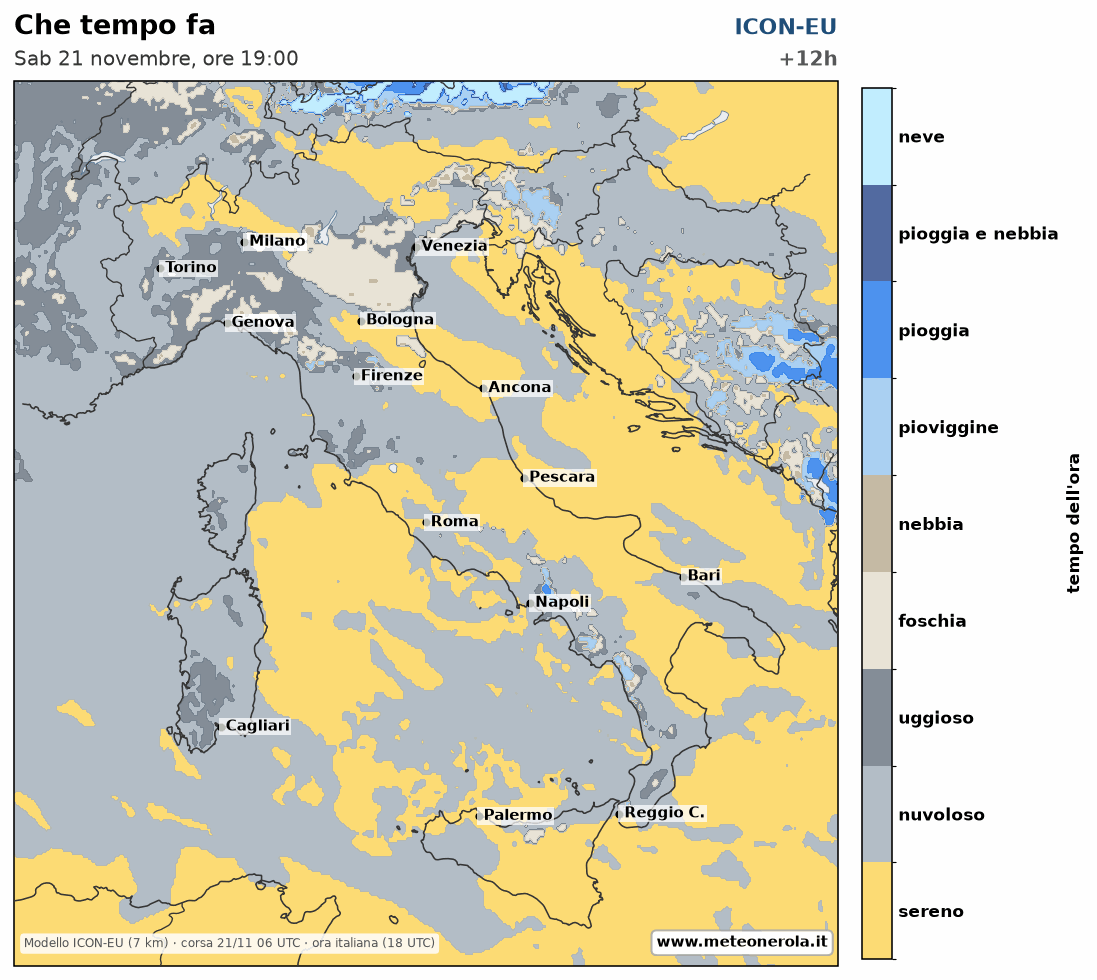 Che tempo fa
ICON-EU
Sab 21 novembre, ore 19:00
+12h
neve
pioggia e nebbia
Milano
Venezia
Torino
Genova
Bologna
pioggia
Firenze
Ancona
pioviggine
Pescara
Roma
nebbia
tempo dell'ora
Bari
Napoli
foschia
Cagliari
uggioso
Palermo
Reggio C.
nuvoloso
sereno
Modello ICON-EU (7 km) · corsa 21/11 06 UTC · ora italiana (18 UTC)
www.meteonerola.it